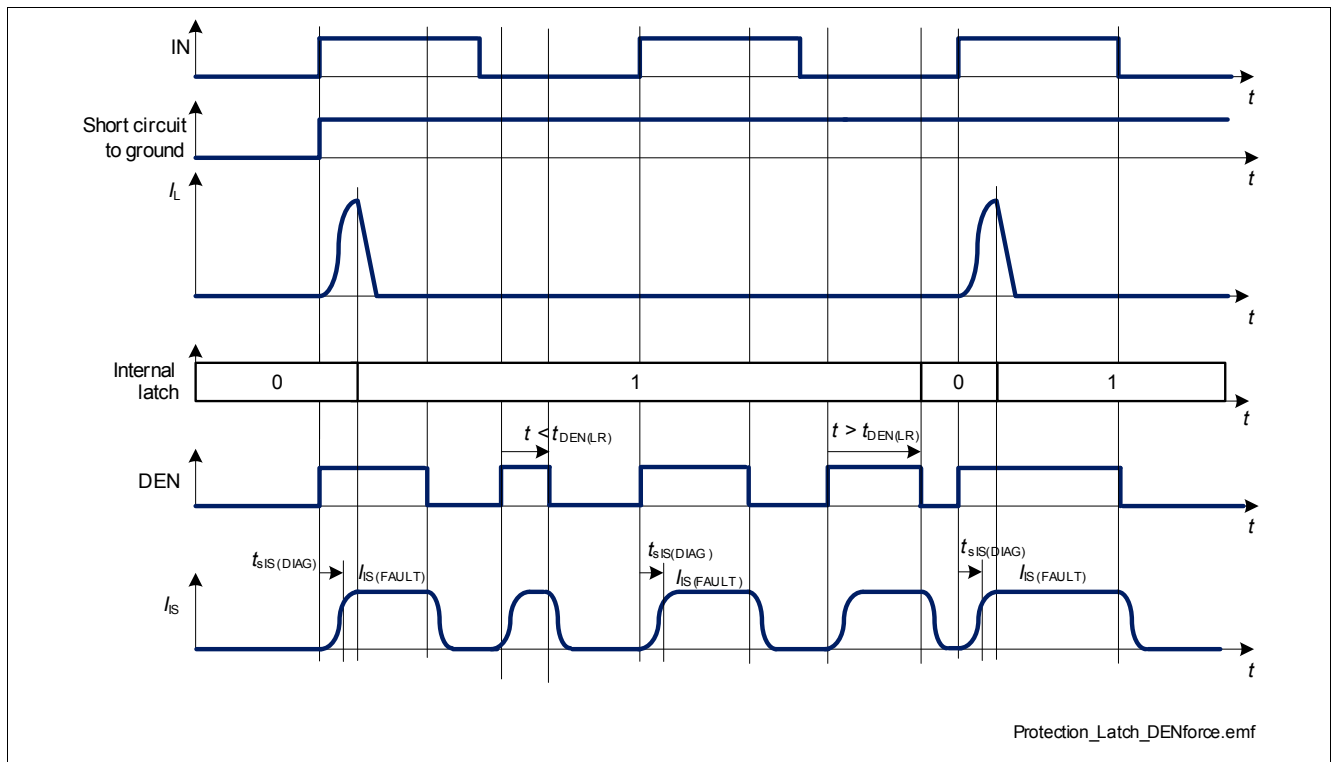 IN
t
Short circuit
to ground
t
IL
t
Internal
latch
0
1
0
1
t
t < tDEN(LR)
t > tDEN(LR)
DEN
t
tsIS(DIAG)
IIS(FAULT)
tsIS(DIAG)
IIS(FAULT)
tsIS(DIAG)
IIS(FAULT)
IIS
t
Protection_Latch_DENforce.emf